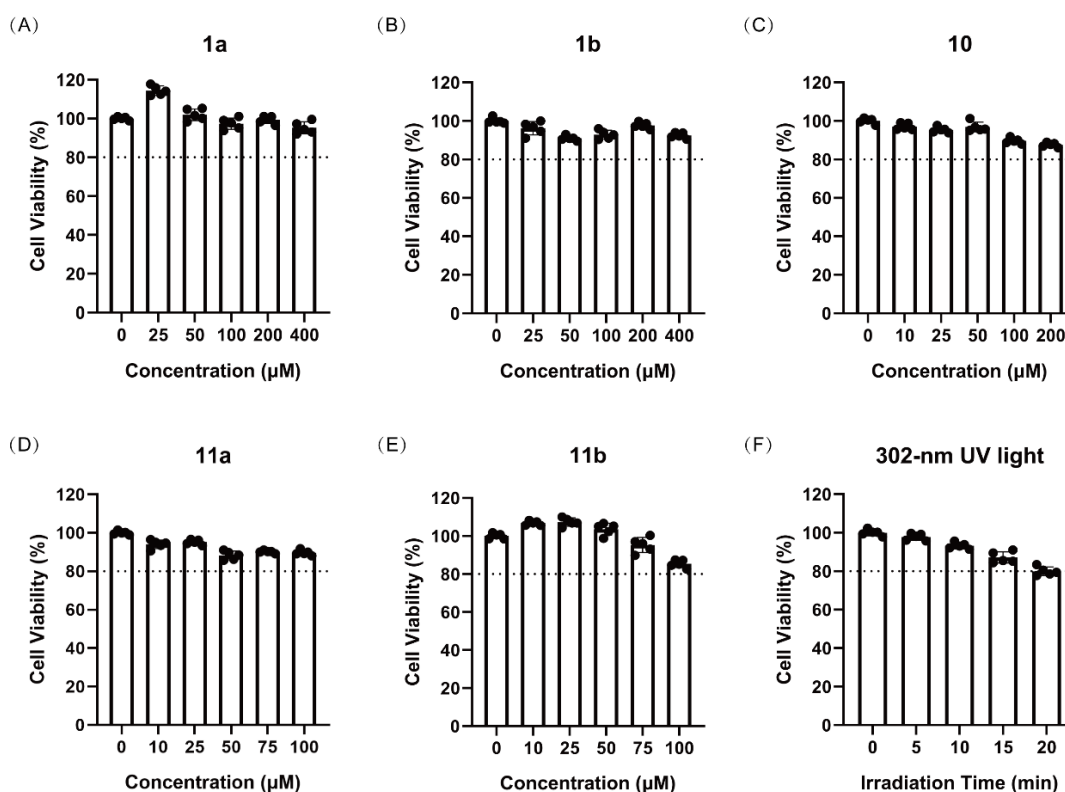 （A）
1a
Cell Viability (%)
120
100
80
60
40
20
0
0 25 50 100 200 400
Concentration (µM)
（B）
1b
Cell Viability (%)
120
100
80
60
40
20
0
0 25 50 100 200 400
Concentration (µM)
（C）
10
Cell Viability (%)
120
100
80
60
40
20
0
0 10 25 50 100 200
Concentration (µM)
（D）
11a
Cell Viability (%)
120
100
80
60
40
20
0
0 10 25 50 75 100
Concentration (µM)
（E）
11b
Cell Viability (%)
120
100
80
60
40
20
0
0 10 25 50 75 100
Concentration (µM)
（F）
302-nm UV light
Cell Viability (%)
120
100
80
60
40
20
0
0 5 10 15 20
Irradiation Time (min)